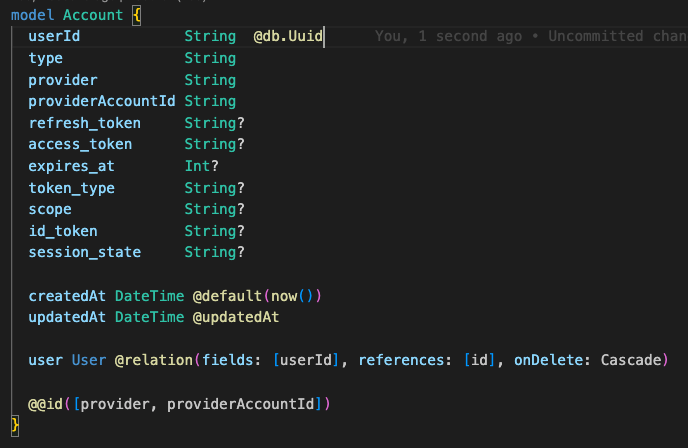 model Account {
userId String @db.Uuid You, 1 second ago • Uncommitted chan
type String
provider String
providerAccountId String
refresh_token String?
access_token String?
expires_at Int?
token_type String?
scope String?
id_token String?
session_state String?
createdAt DateTime @default(now())
updatedAt DateTime @updatedAt
user User @relation(fields: [userId], references: [id], onDelete: Cascade)
@@id([provider, providerAccountId])
}